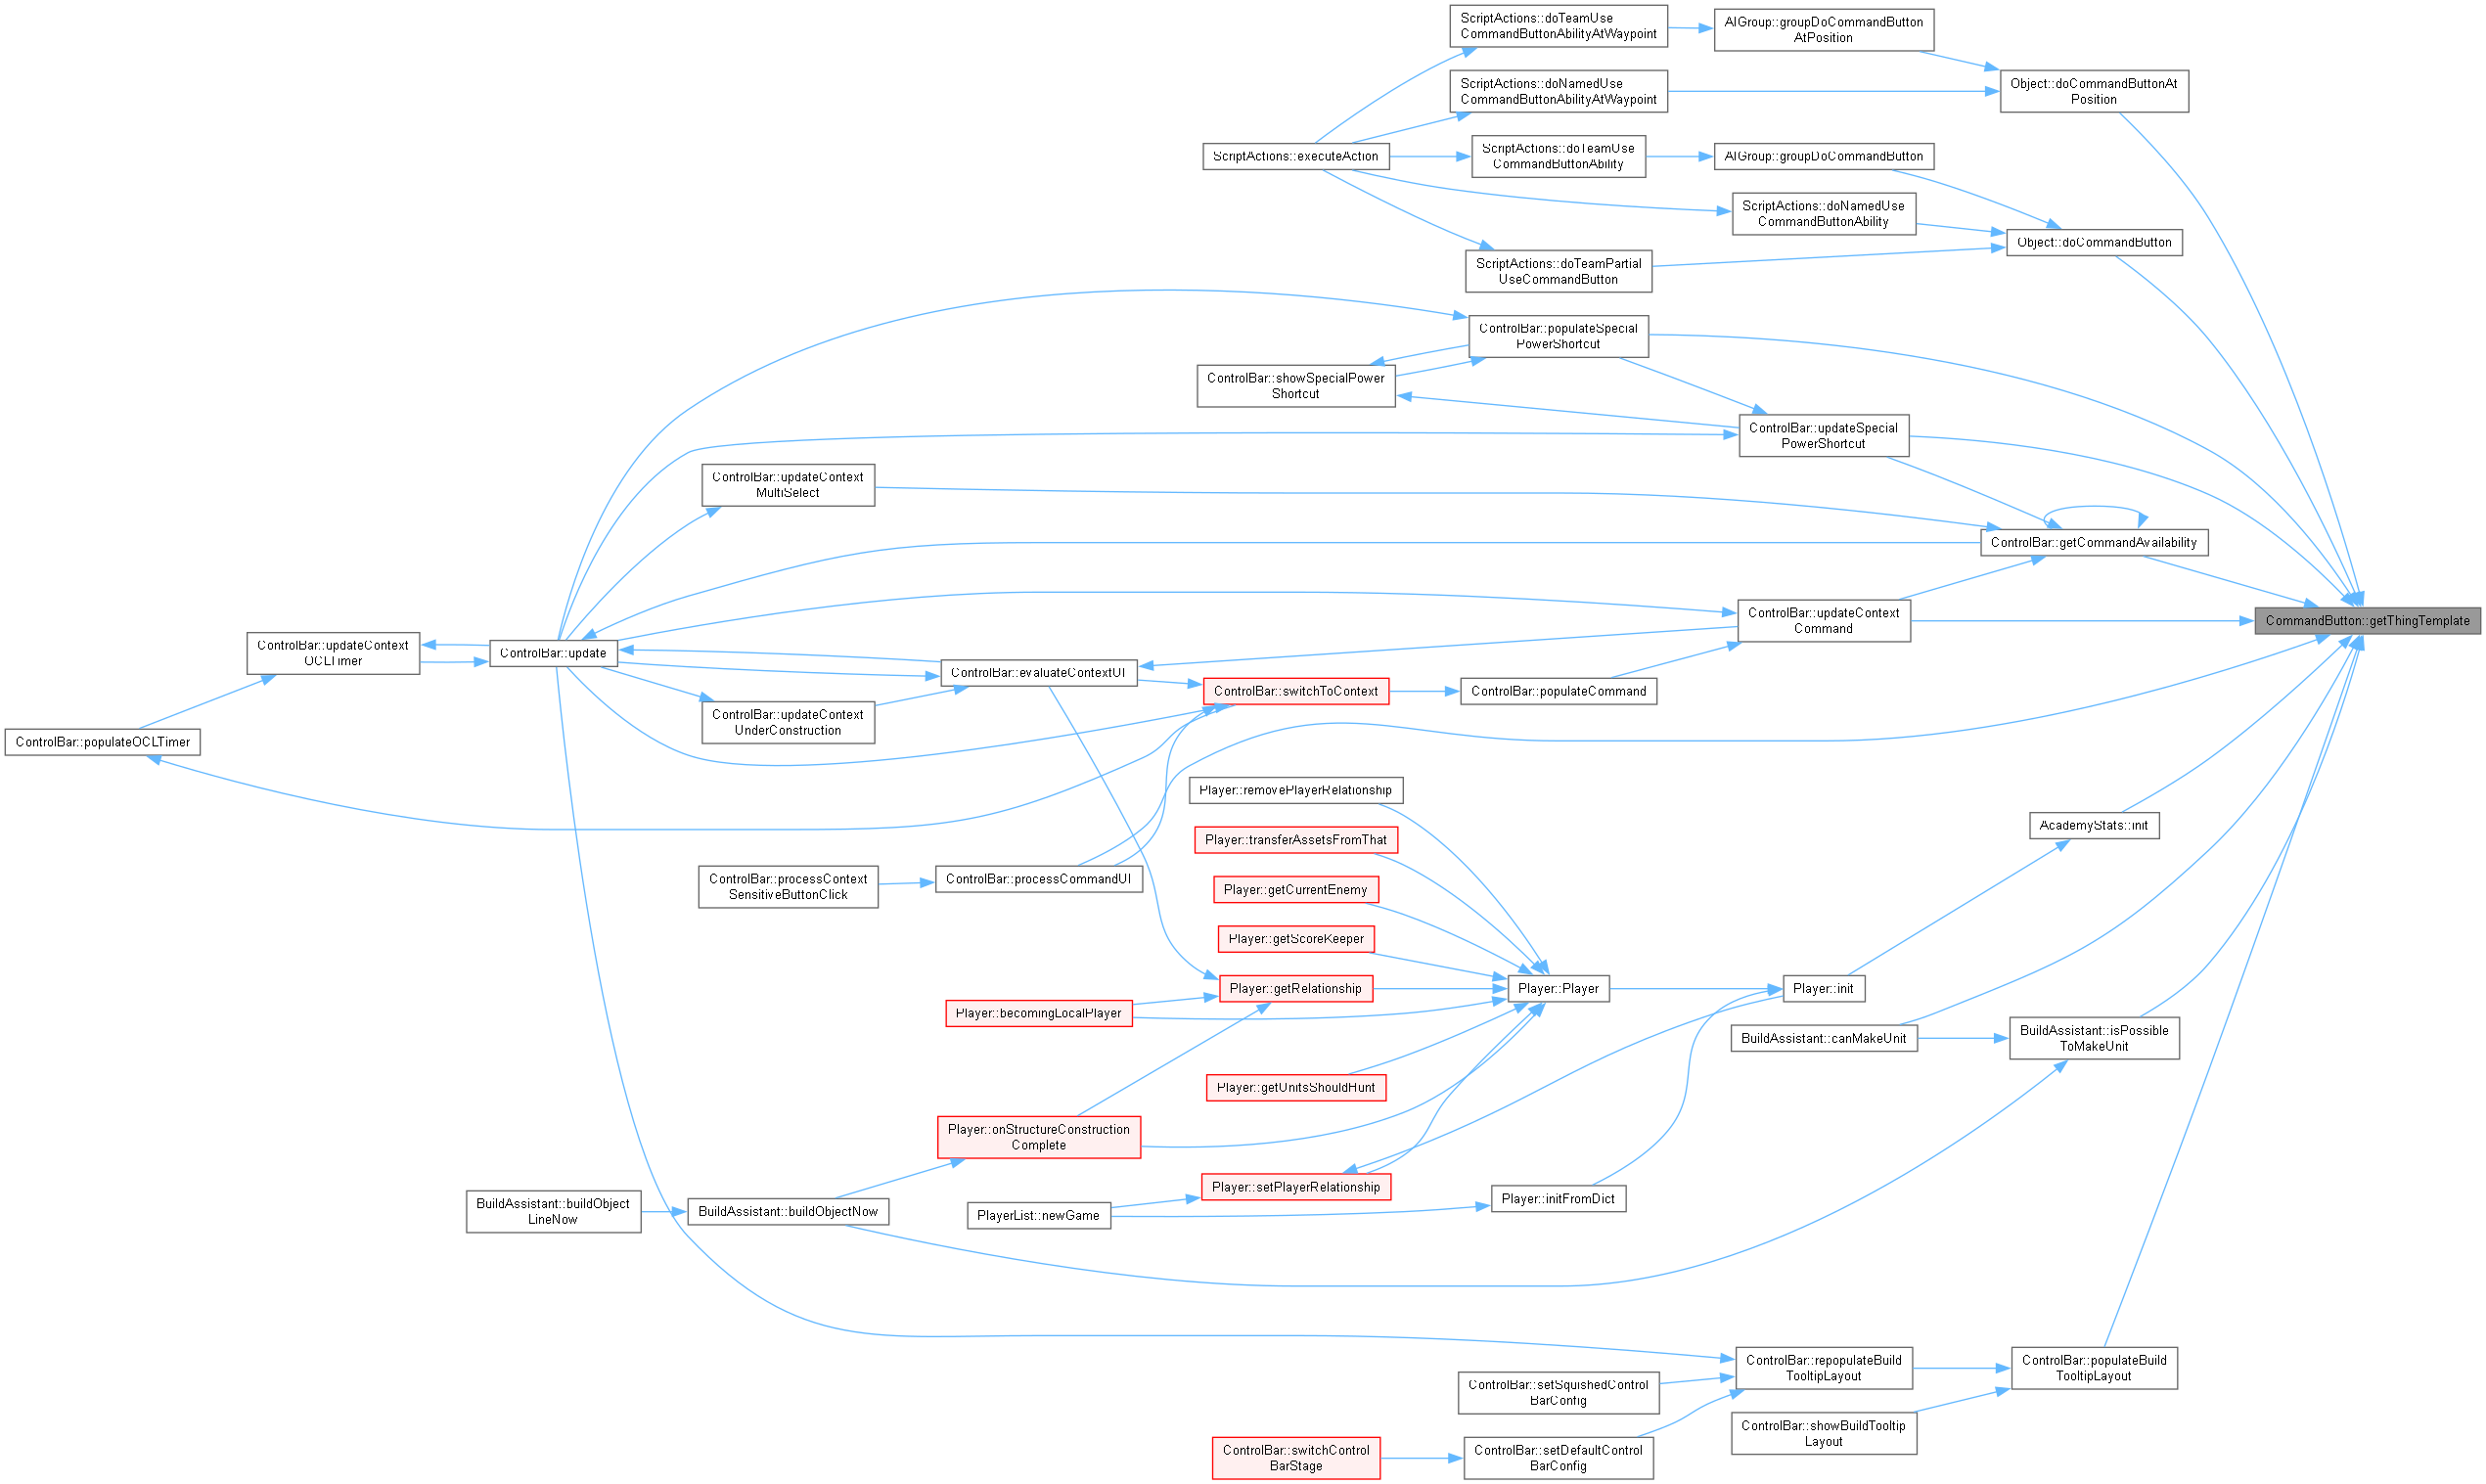 ScriptActions::doTeamUse
CommandButtonAbilityAtWaypoint
AIGroup::groupDoCommandButton
AtPosition
ScriptActions::doNamedUse
CommandButtonAbilityAtWaypoint
Object::doCommandButtonAt
Position
ScriptActions::executeAction
ScriptActions::doTeamUse
CommandButtonAbility
AIGroup::groupDoCommandButton
ScriptActions::doNamedUse
CommandButtonAbility
Object::doCommandButton
ScriptActions::doTeamPartial
UseCommandButton
ControlBar::populateSpecial
PowerShortcut
ControlBar::showSpecialPower
Shortcut
ControlBar::updateSpecial
PowerShortcut
ControlBar::updateContext
MultiSelect
ControlBar::getCommandAvailability
ControlBar::updateContext
Command
CommandButton::getThingTemplate
ControlBar::updateContext
OCLTimer
ControlBar::update
ControlBar::evaluateContextUI
ControlBar::switchToContext
ControlBar::populateCommand
ControlBar::updateContext
UnderConstruction
ControlBar::populateOCLTimer
Player::removePlayerRelationship
AcademyStats::init
Player::transferAssetsFromThat
ControlBar::processContext
SensitiveButtonClick
ControlBar::processCommandUI
Player::getCurrentEnemy
Player::getScoreKeeper
Player::getRelationship
Player::Player
Player::init
Player::becomingLocalPlayer
BuildAssistant::canMakeUnit
BuildAssistant::isPossible
ToMakeUnit
Player::getUnitsShouldHunt
Player::onStructureConstruction
Complete
Player::setPlayerRelationship
Player::initFromDict
BuildAssistant::buildObject
LineNow
BuildAssistant::buildObjectNow
PlayerList::newGame
ControlBar::repopulateBuild
TooltipLayout
ControlBar::populateBuild
TooltipLayout
ControlBar::setSquishedControl
BarConfig
ControlBar::showBuildTooltip
Layout
ControlBar::switchControl
BarStage
ControlBar::setDefaultControl
BarConfig